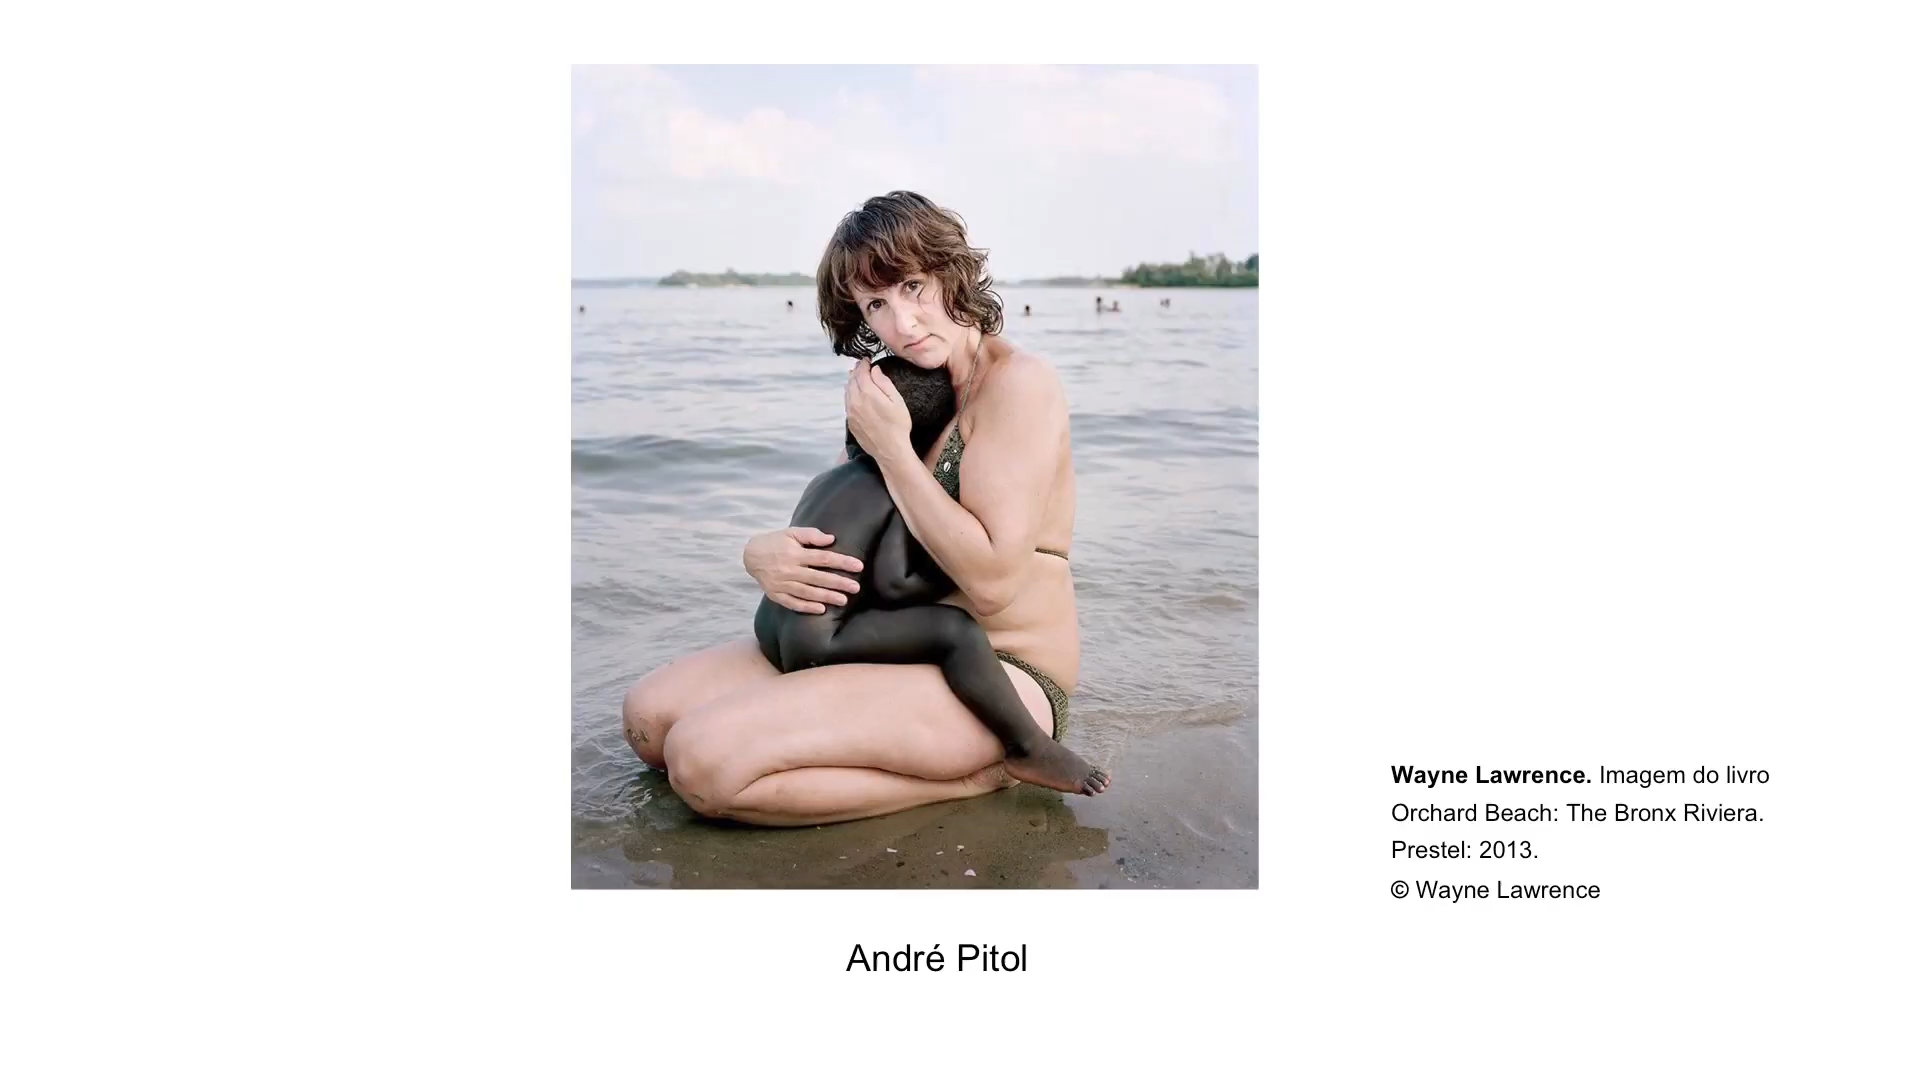 Wayne Lawrence. Imagem do livro
Orchard Beach: The Bronx Riviera.
Prestel: 2013.
© Wayne Lawrence
André Pitol